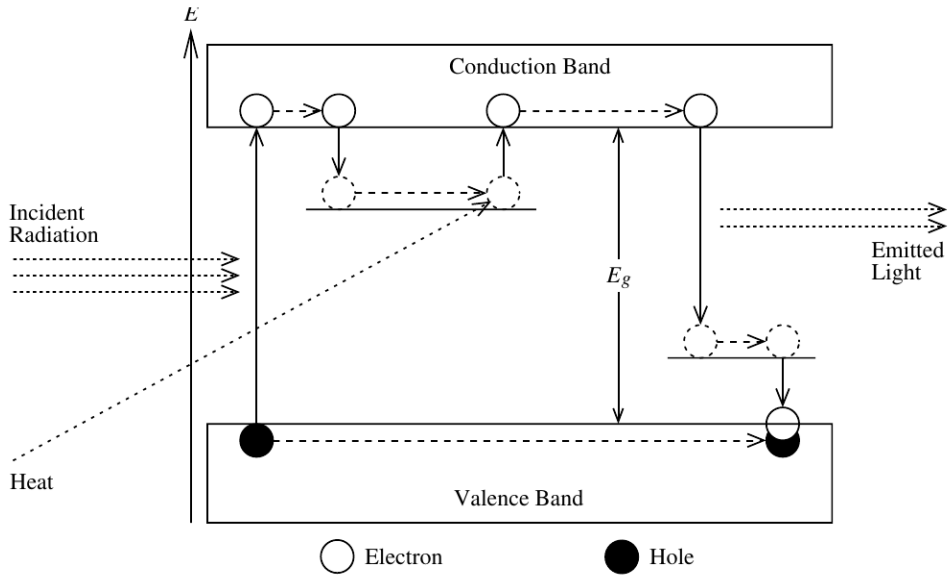 E
Conduction Band
Incident
Radiation
Emitted
Light
E_g
Heat
Valence Band
Electron
Hole